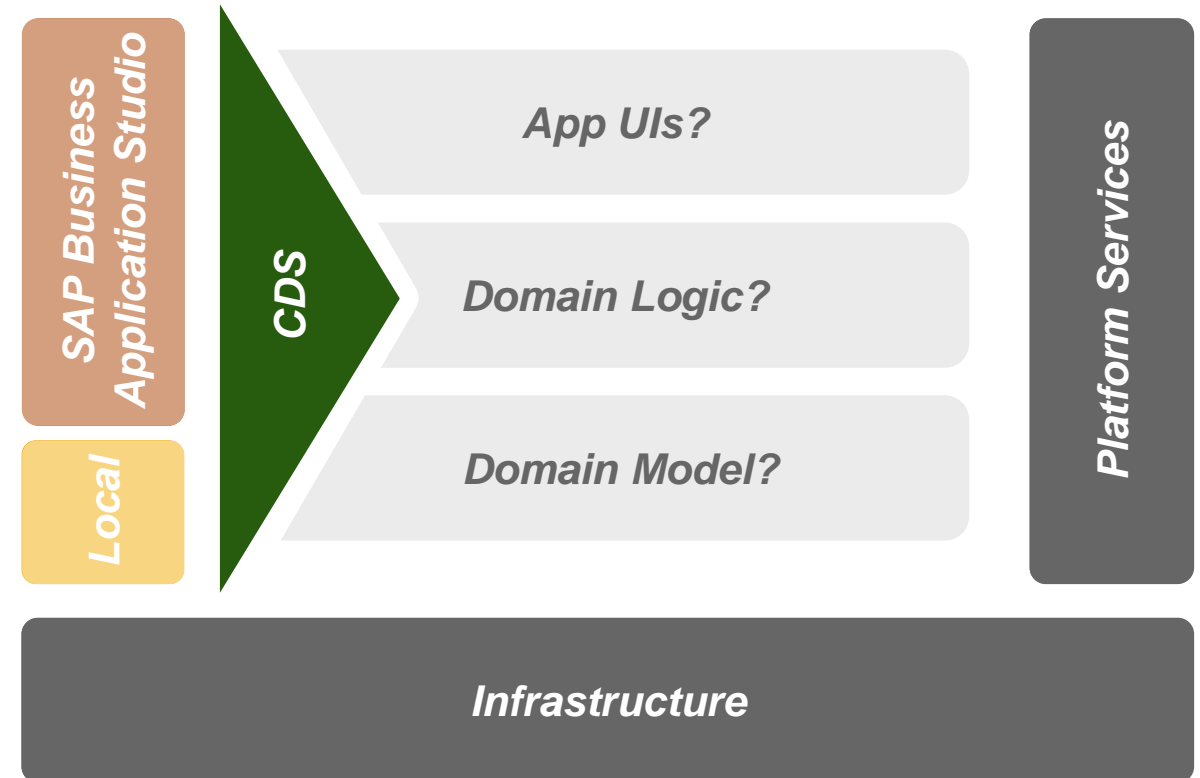 SAP Business
Application Studio
Local
CDS
App UIs?
Domain Logic?
Domain Model?
Platform Services
Infrastructure